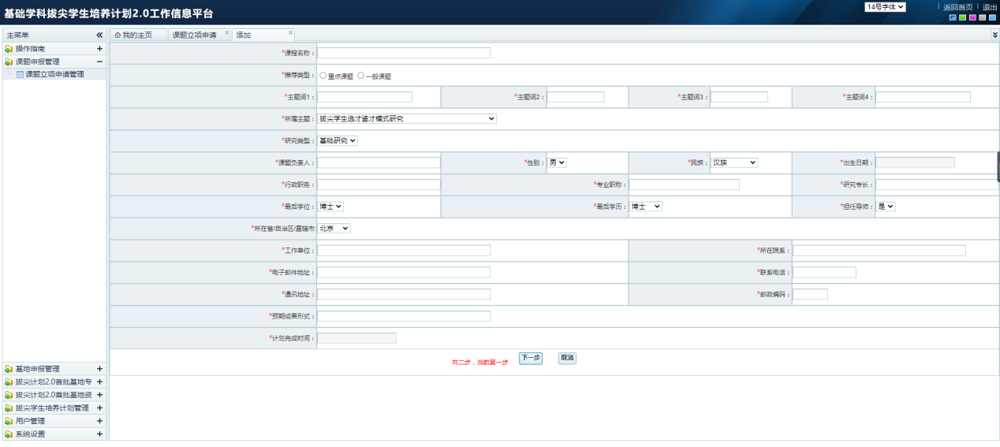 基础学科拔尖学生培养计划2.0工作信息平台
14号字体
返回首页
退出
主菜单
我的主页
课题立项申请
添加
操作指南
课题申报管理
课题立项申请管理
*课程名称：
*推荐类型： 重点课题 一般课题
*主题词1： *主题词2： *主题词3： *主题词4：
*所属主题： 拔尖学生选才鉴才模式研究
*研究类型： 基础研究
*课题负责人： *性别： 男 *民族： 汉族 *出生日期：
*行政职务： *专业职称： *研究专长：
*最后学位： 博士 *最后学历： 博士 *担任导师： 是
*所在省/自治区/直辖市: 北京
*工作单位： *所在院系：
*电子邮件地址： *联系电话：
*通讯地址： *邮政编码：
*预期成果形式：
*计划完成时间：
共二步，当前第一步 下一步 取消
基地申报管理
拔尖计划2.0首批基地专
拔尖计划2.0首批基地资
拔尖学生培养计划管理
用户管理
系统设置